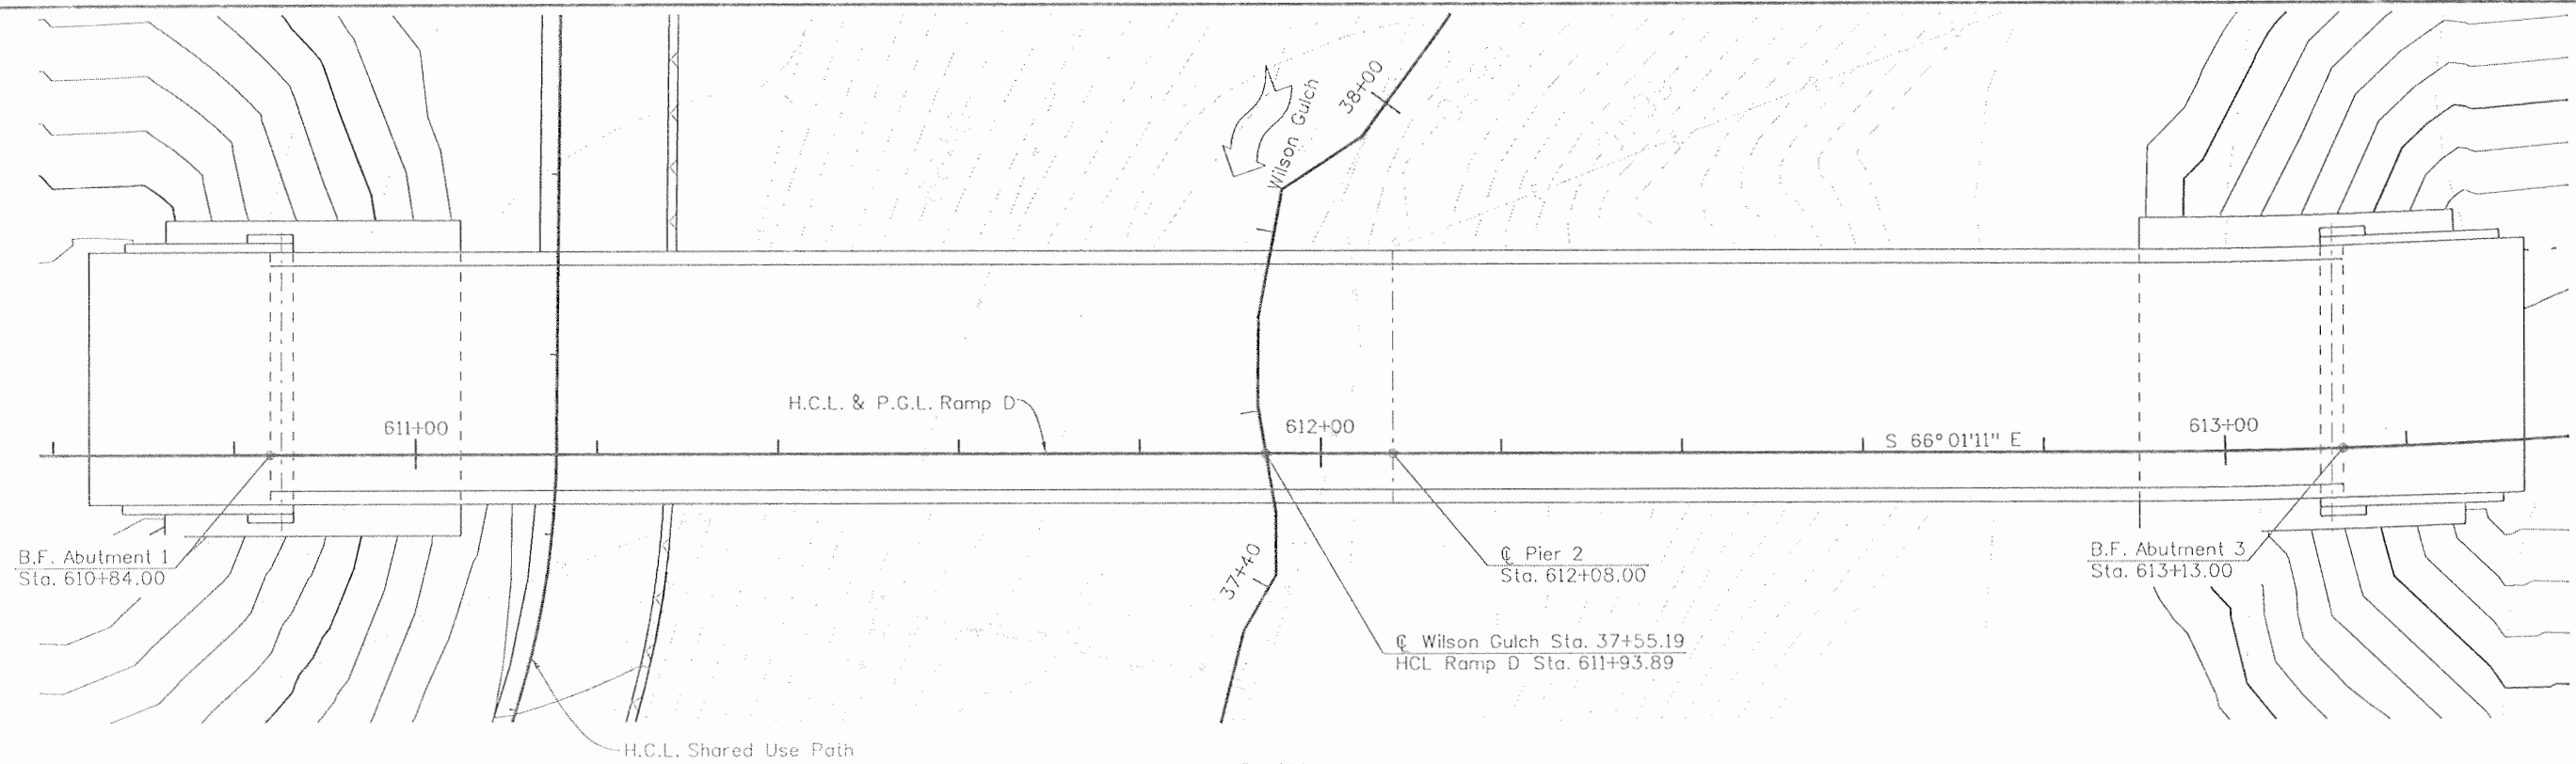 38+00
Wilson Gulch
H.C.L. & P.G.L. Ramp D
611+00
612+00
S 66° 01'11" E
613+00
B.F. Abutment 1
Sta. 610+84.00
37+40
℄ Pier 2
Sta. 612+08.00
B.F. Abutment 3
Sta. 613+13.00
℄ Wilson Gulch Sta. 37+55.19
HCL Ramp D Sta. 611+93.89
H.C.L. Shared Use Path